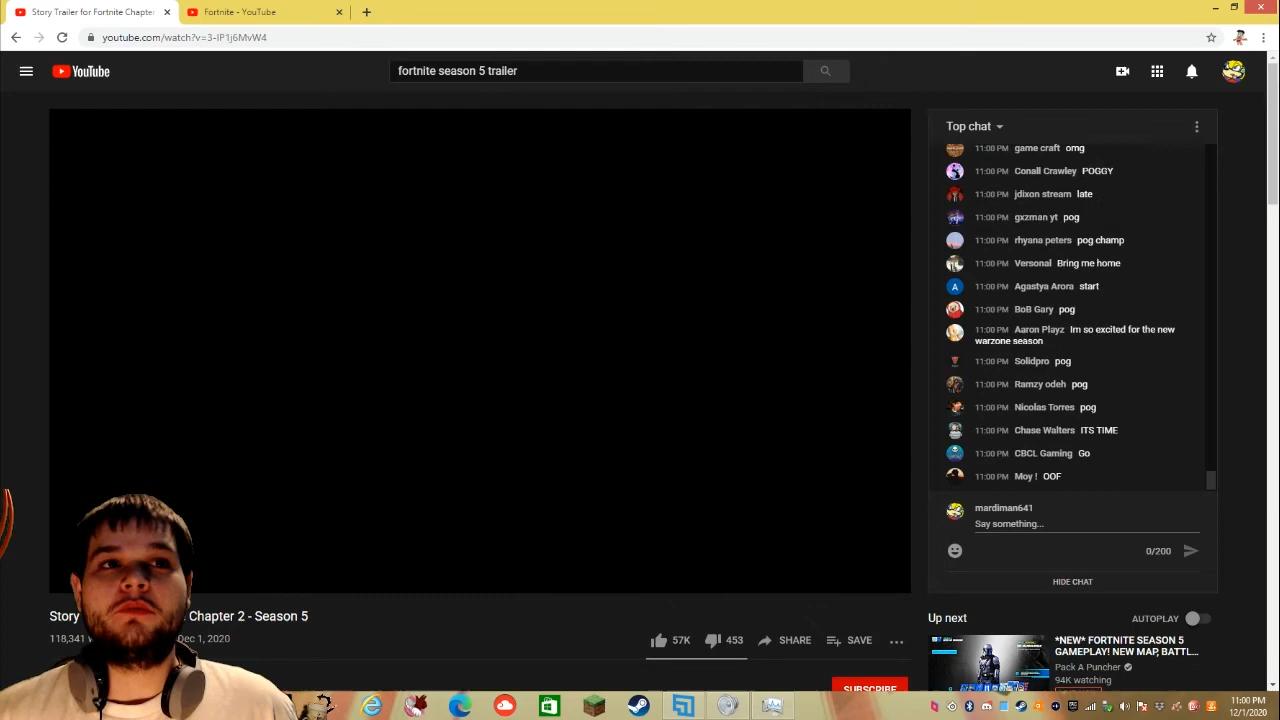 Story Trailer for Fortnite Chapter
Fortnite - YouTube
youtube.com/watch?v=3-iP1j6MvW4
YouTube
fortnite season 5 trailer
Top chat
11:00 PM game craft omg
11:00 PM Conall Crawley POGGY
11:00 PM jdixon stream late
11:00 PM gxzman yt pog
11:00 PM rhyana peters pog champ
11:00 PM Versonal Bring me home
A 11:00 PM Agastya Arora start
11:00 PM BoB Gary pog
11:00 PM Aaron Playz Im so excited for the new
warzone season
11:00 PM Solidpro pog
11:00 PM Ramzy odeh pog
11:00 PM Nicolas Torres pog
11:00 PM Chase Walters ITS TIME
11:00 PM CBCL Gaming Go
11:00 PM Moy ! OOF
mardiman641
Say something...
0/200
HIDE CHAT
Story Chapter 2 - Season 5
118,341 Dec 1, 2020
57K 453 SHARE SAVE
SUBSCRIBE
Up next AUTOPLAY
*NEW* FORTNITE SEASON 5
GAMEPLAY! NEW MAP, BATTL...
Pack A Puncher
94K watching
11:00 PM
12/1/2020